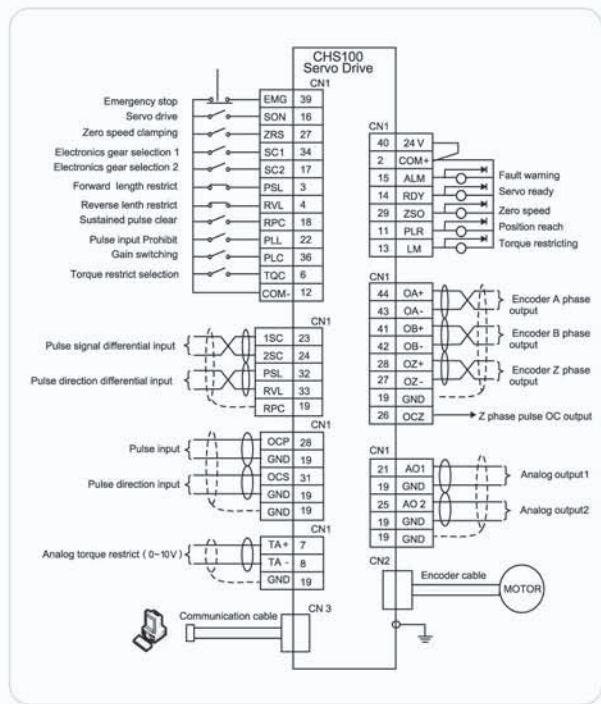 CHS100
Servo Drive
CN1
Emergency stop EMG 39
Servo drive SON 16
Zero speed clamping ZRS 27
Electronics gear selection 1 SC1 34
Electronics gear selection 2 SC2 17
Forward length restrict PSL 3
Reverse lenth restrict RVL 4
Sustained pulse clear RPC 18
Pulse input Prohibit PLL 22
Gain switching PLC 36
Torque restrict selection TQC 6
COM- 12
CN1
Pulse signal differential input
1SC 23
2SC 24
Pulse direction differential input
PSL 32
RVL 33
RPC 19
CN1
Pulse input
OCP 28
GND 19
Pulse direction input
OCS 31
GND 19
GND 19
CN1
Analog torque restrict ( 0~10V )
TA+ 7
TA - 8
GND 19
CN 3
Communication cable
CN1
40 24 V
2 COM+
15 ALM Fault warning
14 RDY Servo ready
29 ZSO Zero speed
11 PLR Position reach
13 LM Torque restricting
CN1
44 OA+
43 OA-
Encoder A phase
output
41 OB+
42 OB-
Encoder B phase
output
28 OZ+
27 OZ-
Encoder Z phase
output
19 GND
26 OCZ Z phase pulse OC output
CN1
21 AO1
19 GND
Analog output1
25 AO 2
19 GND
Analog output2
19 GND
CN2
Encoder cable
MOTOR